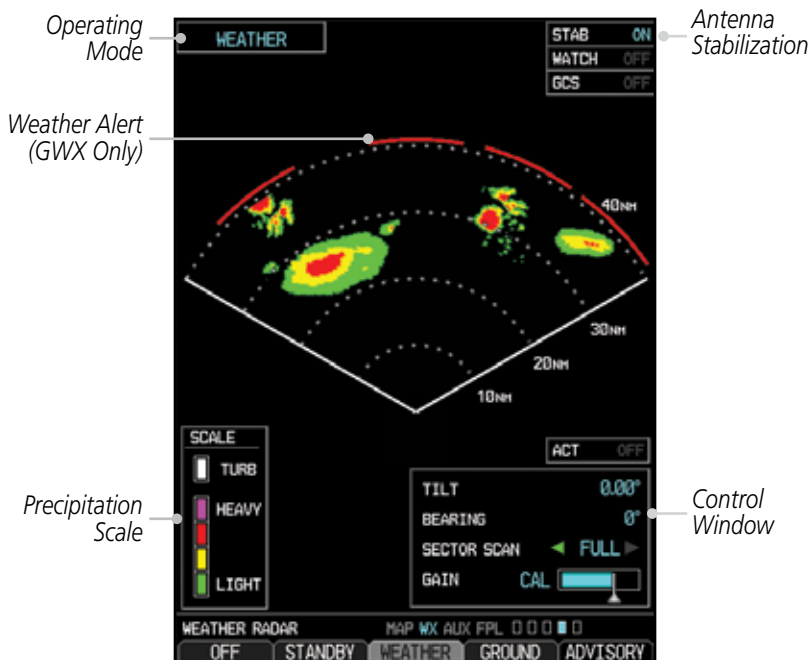 Operating
Mode
WEATHER
STAB ON
WATCH OFF
GCS OFF
Antenna
Stabilization
Weather Alert
(GWX Only)
40NM
30NM
20NM
10NM
SCALE
TURB
HEAVY
LIGHT
Precipitation
Scale
ACT OFF
TILT 0.00°
BEARING 0°
SECTOR SCAN FULL
GAIN CAL
Control
Window
WEATHER RADAR MAP WX AUX FPL
OFF STANDBY WEATHER GROUND ADVISORY